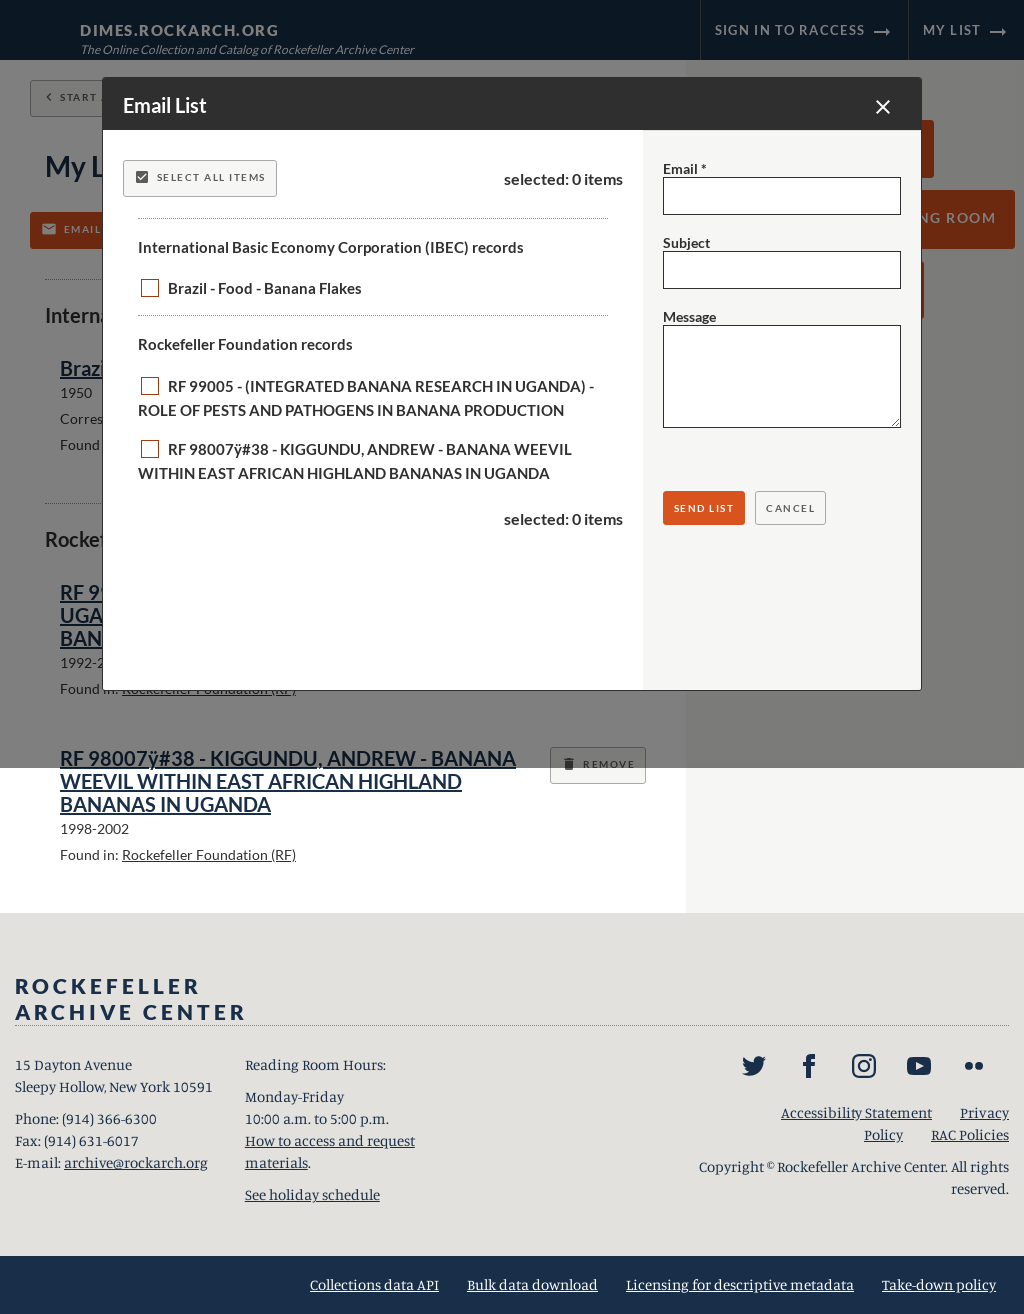 DIMES.ROCKARCH.ORG
The Online Collection and Catalog of Rockefeller Archive Center
SIGN IN TO RACCESS
MY LIST
START
My L
EMAIL
NG ROOM
Interna
Brazi
1950
Corres
Found
Rockef
RF 99
UGA
BAN
1992-2
Found in: Rockefeller Foundation (RF)
Email List
SELECT ALL ITEMS
selected: 0 items
International Basic Economy Corporation (IBEC) records
Brazil - Food - Banana Flakes
Rockefeller Foundation records
RF 99005 - (INTEGRATED BANANA RESEARCH IN UGANDA) -
ROLE OF PESTS AND PATHOGENS IN BANANA PRODUCTION
RF 98007ÿ#38 - KIGGUNDU, ANDREW - BANANA WEEVIL
WITHIN EAST AFRICAN HIGHLAND BANANAS IN UGANDA
selected: 0 items
Email *
Subject
Message
SEND LIST
CANCEL
RF 98007ÿ#38 - KIGGUNDU, ANDREW - BANANA
WEEVIL WITHIN EAST AFRICAN HIGHLAND
BANANAS IN UGANDA
REMOVE
1998-2002
Found in: Rockefeller Foundation (RF)
ROCKEFELLER
ARCHIVE CENTER
15 Dayton Avenue
Sleepy Hollow, New York 10591
Phone: (914) 366-6300
Fax: (914) 631-6017
E-mail: archive@rockarch.org
Reading Room Hours:
Monday-Friday
10:00 a.m. to 5:00 p.m.
How to access and request
materials.
See holiday schedule
Accessibility Statement Privacy
Policy RAC Policies
Copyright © Rockefeller Archive Center. All rights
reserved.
Collections data API Bulk data download Licensing for descriptive metadata Take-down policy